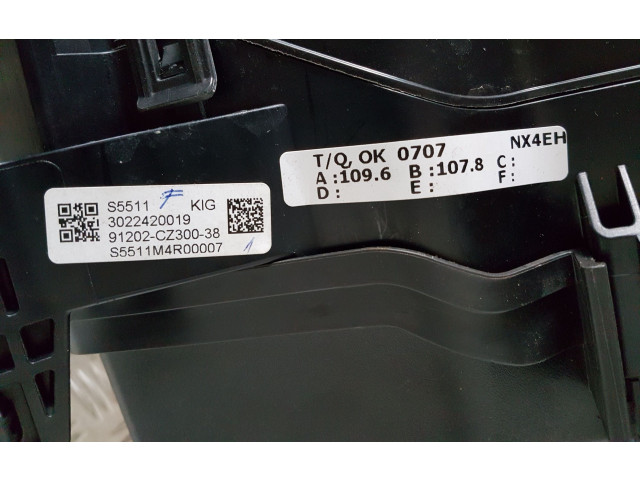 S5511 F KIG
3022420019
91202-CZ300-38
S5511M4R00007 1
T/Q, OK 0707 NX4EH
A :109.6 B :107.8 C :
D : E : F :